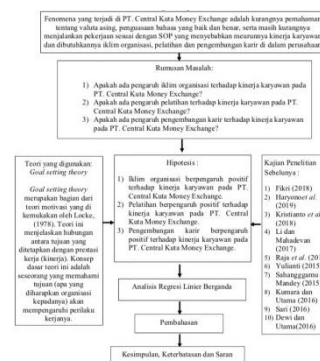 Fenomena yang terjadi di PT. Central Kuta Money Exchange adalah kurangnya pemahaman
tentang valuta asing, penguasaan bahasa yang baik dan benar, serta masih kurangnya
menjalankan pekerjaan sesuai dengan SOP yang menyebabkan menurunnya kinerja karyawan
dan dibutuhkannya iklim organisasi, pelatihan dan pengembangan karir dalam perusahaan
Rumusan Masalah:
1) Apakah ada pengaruh iklim organisasi terhadap kinerja karyawan pada
PT. Central Kuta Money Exchange?
2) Apakah ada pengaruh pelatihan terhadap kinerja karyawan pada PT.
Central Kuta Money Exchange?
3) Apakah ada pengaruh pengembangan karir terhadap kinerja karyawan
pada PT. Central Kuta Money Exchange?
Teori yang digunakan:
Goal setting theory
Goal setting theory
merupakan bagian dari
teori motivasi yang di
kemukakan oleh Locke,
(1978). Teori ini
menjelaskan hubungan
antara tujuan yang
ditetapkan dengan prestasi
kerja (kinerja). Konsep
dasar teori ini adalah
seseorang yang memahami
tujuan (apa yang
diharapkan organisasi
kepadanya) akan
mempengaruhi perilaku
kerjanya.
Hipotesis :
1) Iklim organisasi berpengaruh positif
terhadap kinerja karyawan pada PT.
Central Kuta Money Exchange.
2) Pelatihan berpengaruh positif terhadap
kinerja karyawan pada PT. Central
Kuta Money Exchange.
3) Pengembangan karir berpengaruh
positif terhadap kinerja karyawan pada
PT. Central Kuta Money Exchange.
Kajian Penelitian
Sebelumnya :
1) Fikri (2018)
2) Haryono et al.
(2019)
3) Kristianto et al
(2018)
4) Li dan
Mahadevan
(2017)
5) Raja et al. (201
6) Yulianti (2015
7) Sahanggamu
Mandey (2015
8) Kumara dan
Utama (2016)
9) Sari (2016)
10) Dewi dan
Utama(2016)
Analisis Regresi Linier Berganda
Pembahasan
Kesimpulan, Keterbatasan dan Saran